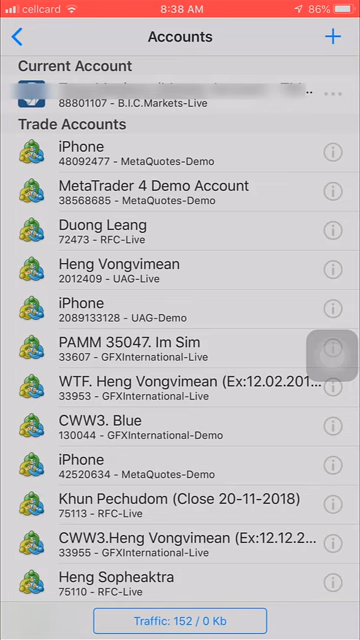 cellcard 8:38 AM 86%
Accounts
Current Account
88801107 - B.I.C.Markets-Live
Trade Accounts
iPhone
48092477 - MetaQuotes-Demo
MetaTrader 4 Demo Account
38568685 - MetaQuotes-Demo
Duong Leang
72473 - RFC-Live
Heng Vongvimean
2012409 - UAG-Live
iPhone
2089133128 - UAG-Demo
PAMM 35047. Im Sim
33607 - GFXInternational-Live
WTF. Heng Vongvimean (Ex:12.02.201...
33953 - GFXInternational-Live
CWW3. Blue
130044 - GFXInternational-Demo
iPhone
42520634 - MetaQuotes-Demo
Khun Pechudom (Close 20-11-2018)
75113 - RFC-Live
CWW3.Heng Vongvimean (Ex:12.12.2...
33955 - GFXInternational-Live
Heng Sopheaktra
75110 - RFC-Live
Traffic: 152 / 0 Kb